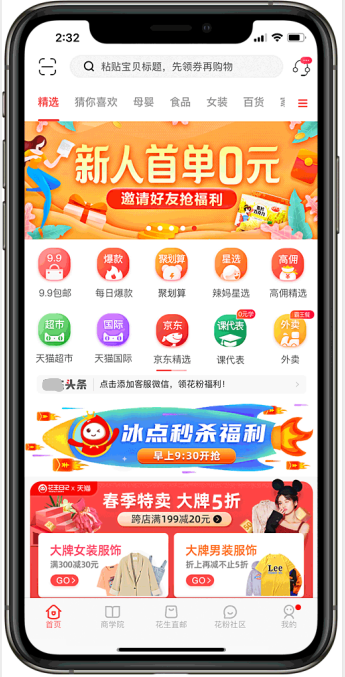 2:32
粘贴宝贝标题，先领券再购物
精选 猜你喜欢 母婴 食品 女装 百货
新人首单0元
邀请好友抢福利
9.9 爆款 聚划算 星选 高佣
9.9包邮 每日爆款 聚划算 辣妈星选 高佣精选
超市 国际 京东 课代表 0元学 外卖 霸王餐
天猫超市 天猫国际 京东精选 课代表 外卖
头条 点击添加客服微信，领花粉福利！
冰点秒杀福利
早上9:30开抢
天猫
春季特卖 大牌5折
跨店满199减20元
大牌女装服饰 大牌男装服饰
满300减30元 折上再减不止5折
GO GO Lee
首页 商学院 花生直邮 花粉社区 我的